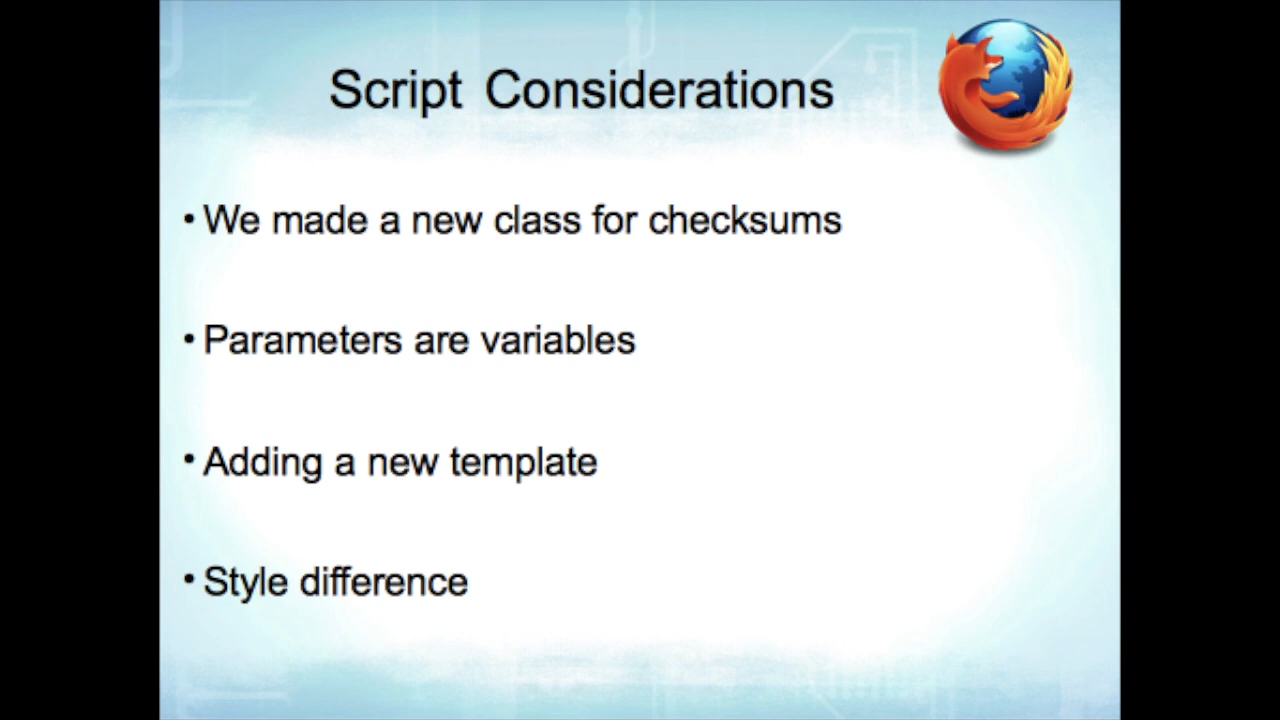 Script Considerations
• We made a new class for checksums
• Parameters are variables
• Adding a new template
• Style difference